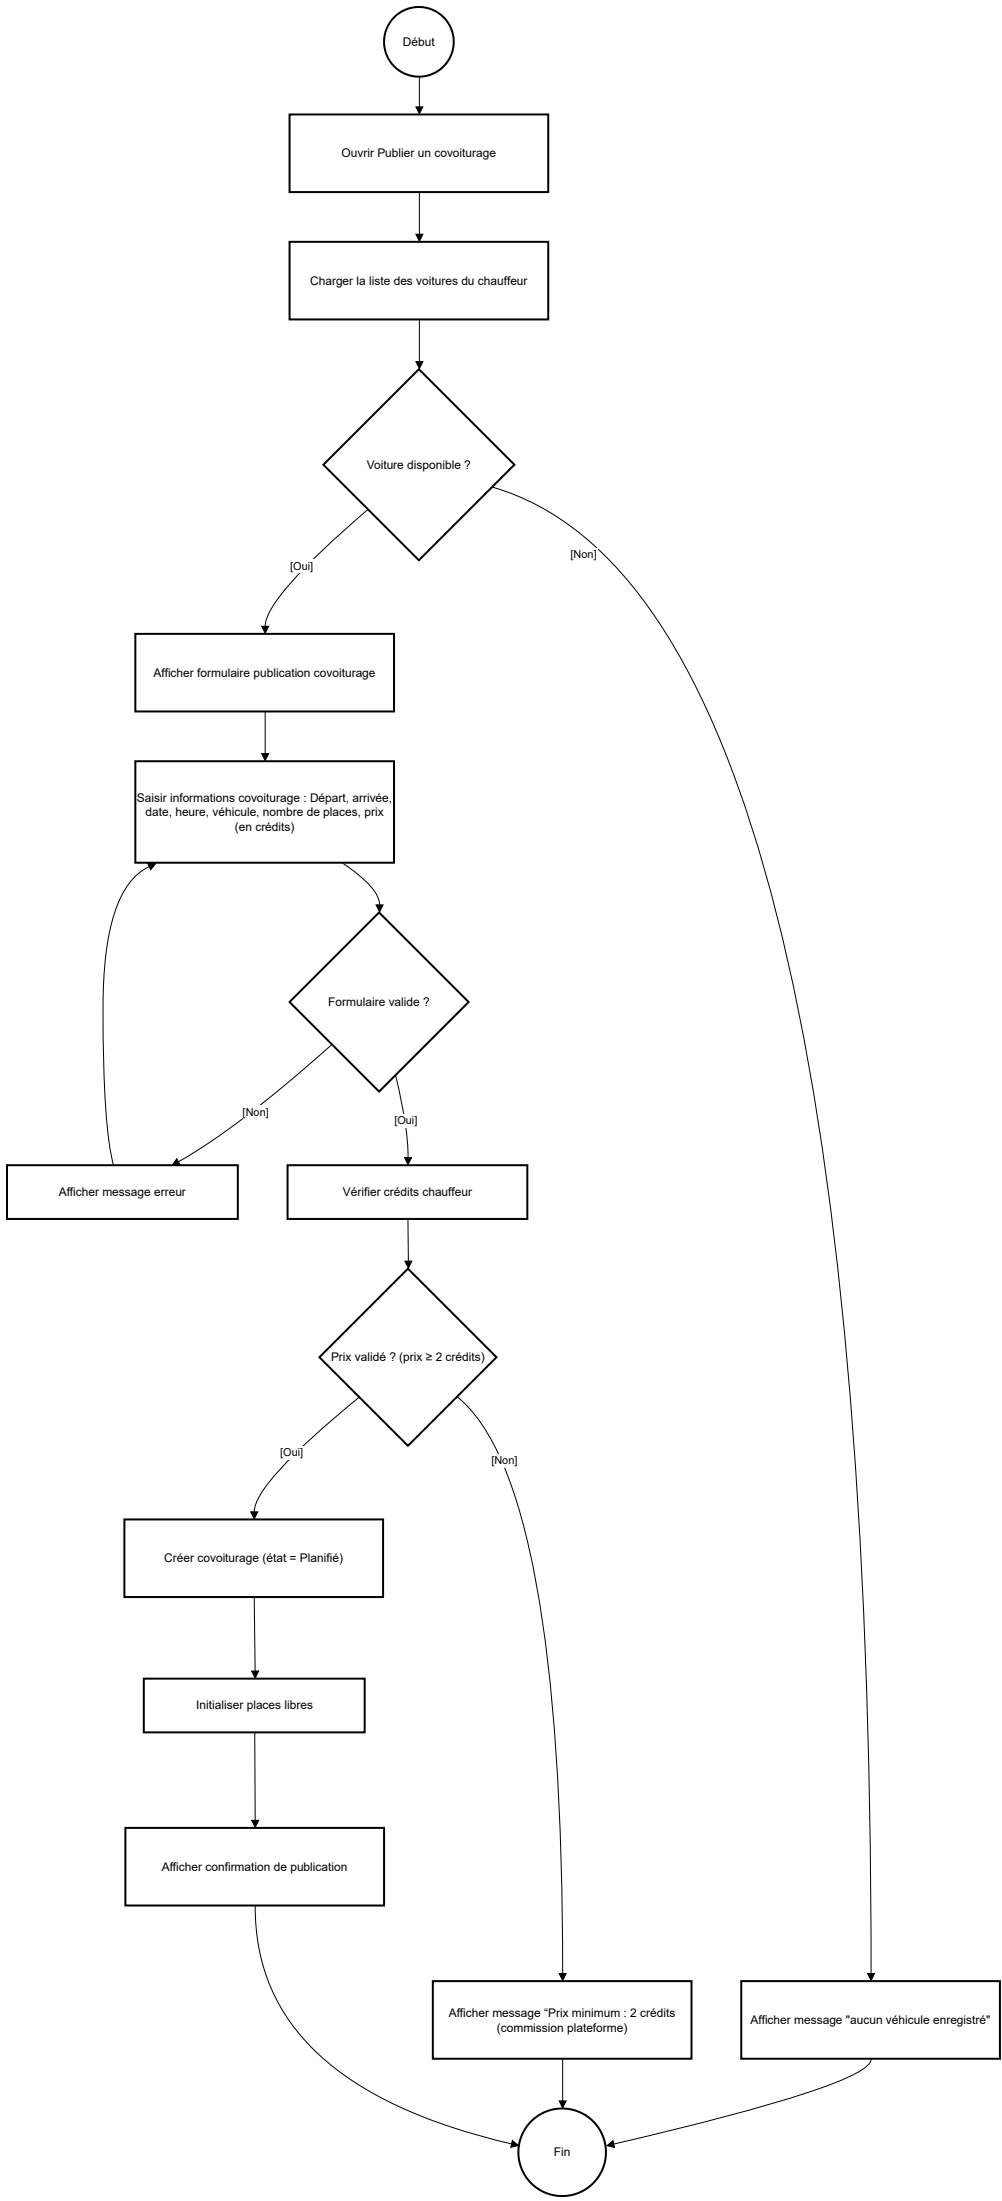 Début
Ouvrir Publier un covoiturage
Charger la liste des voitures du chauffeur
Voiture disponible ?
[Non]
[Oui]
Afficher formulaire publication covoiturage
Saisir informations covoiturage : Départ, arrivée,
date, heure, véhicule, nombre de places, prix
(en crédits)
Formulaire valide ?
[Non]
[Oui]
Afficher message erreur
Vérifier crédits chauffeur
Prix validé ? (prix ≥ 2 crédits)
[Oui]
[Non]
Créer covoiturage (état = Planifié)
Initialiser places libres
Afficher confirmation de publication
Afficher message “Prix minimum : 2 crédits
(commission plateforme)
Afficher message "aucun véhicule enregistré"
Fin